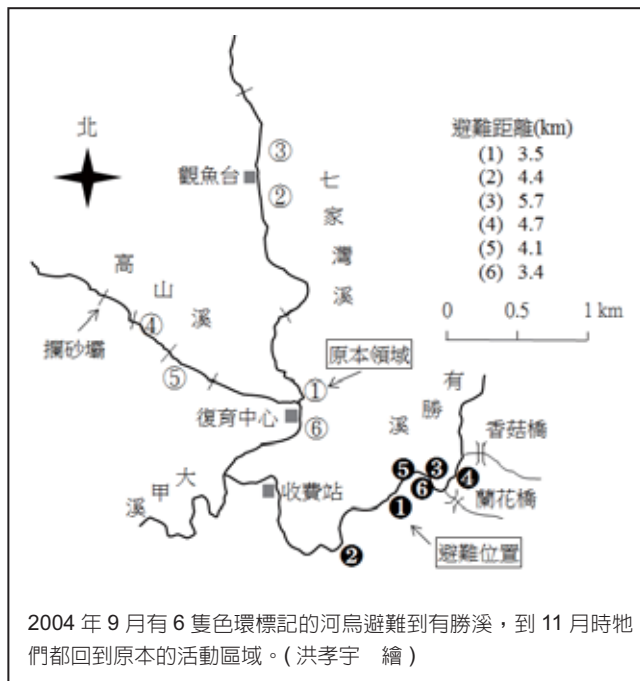 北
③
觀魚台
②
七家灣溪
避難距離(km)
(1) 3.5
(2) 4.4
(3) 5.7
(4) 4.7
(5) 4.1
(6) 3.4
0 0.5 1 km
高山溪
④
攔砂壩
⑤
①
原本領域
復育中心
⑥
有勝溪
香菇橋
❺
❸
❹
❻
❶
蘭花橋
大甲溪
收費站
❷
避難位置
2004 年 9 月有 6 隻色環標記的河烏避難到有勝溪，到 11 月時牠
們都回到原本的活動區域。( 洪孝宇　繪 )